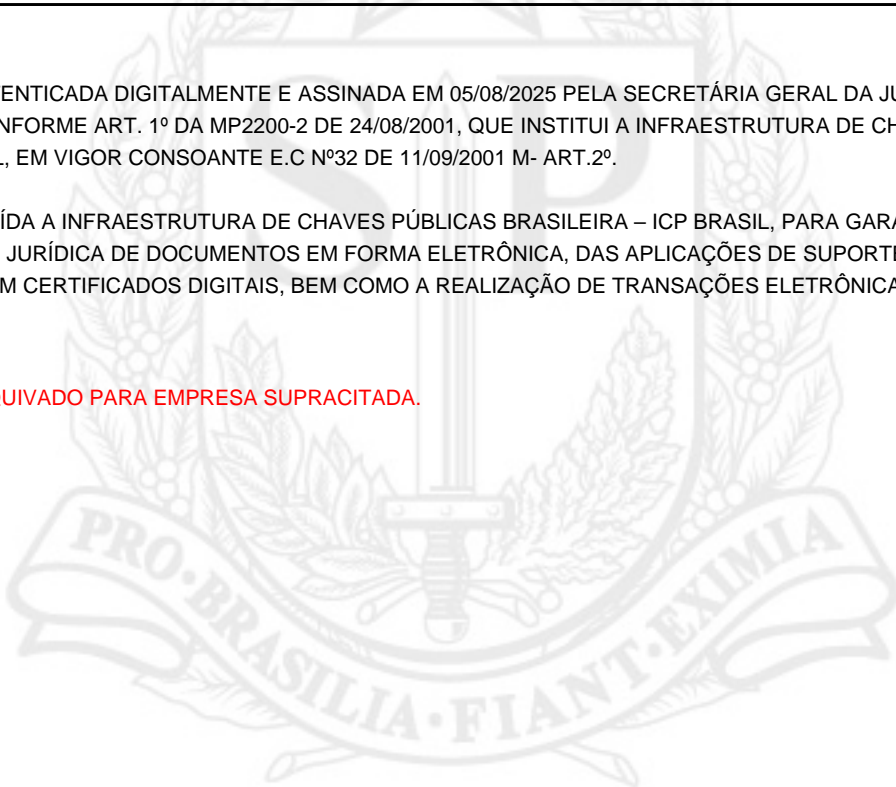 ENTICADA DIGITALMENTE E ASSINADA EM 05/08/2025 PELA SECRETÁRIA GERAL DA JU
NFORME ART. 1º DA MP2200-2 DE 24/08/2001, QUE INSTITUI A INFRAESTRUTURA DE CH
L, EM VIGOR CONSOANTE E.C Nº32 DE 11/09/2001 M- ART.2º.
ÍDA A INFRAESTRUTURA DE CHAVES PÚBLICAS BRASILEIRA – ICP BRASIL, PARA GARA
JURÍDICA DE DOCUMENTOS EM FORMA ELETRÔNICA, DAS APLICAÇÕES DE SUPORTE
M CERTIFICADOS DIGITAIS, BEM COMO A REALIZAÇÃO DE TRANSAÇÕES ELETRÔNICA
UIVADO PARA EMPRESA SUPRACITADA.
SP
PRO·BRASILIA·FIANT·EXIMIA